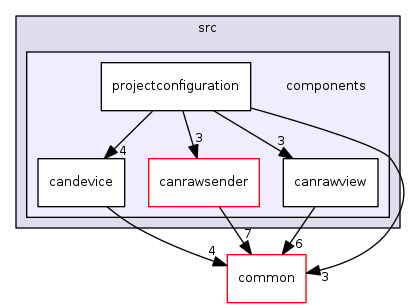 src
projectconfiguration
components
4
3
3
candevice
canrawsender
canrawview
4
7
6
common
3